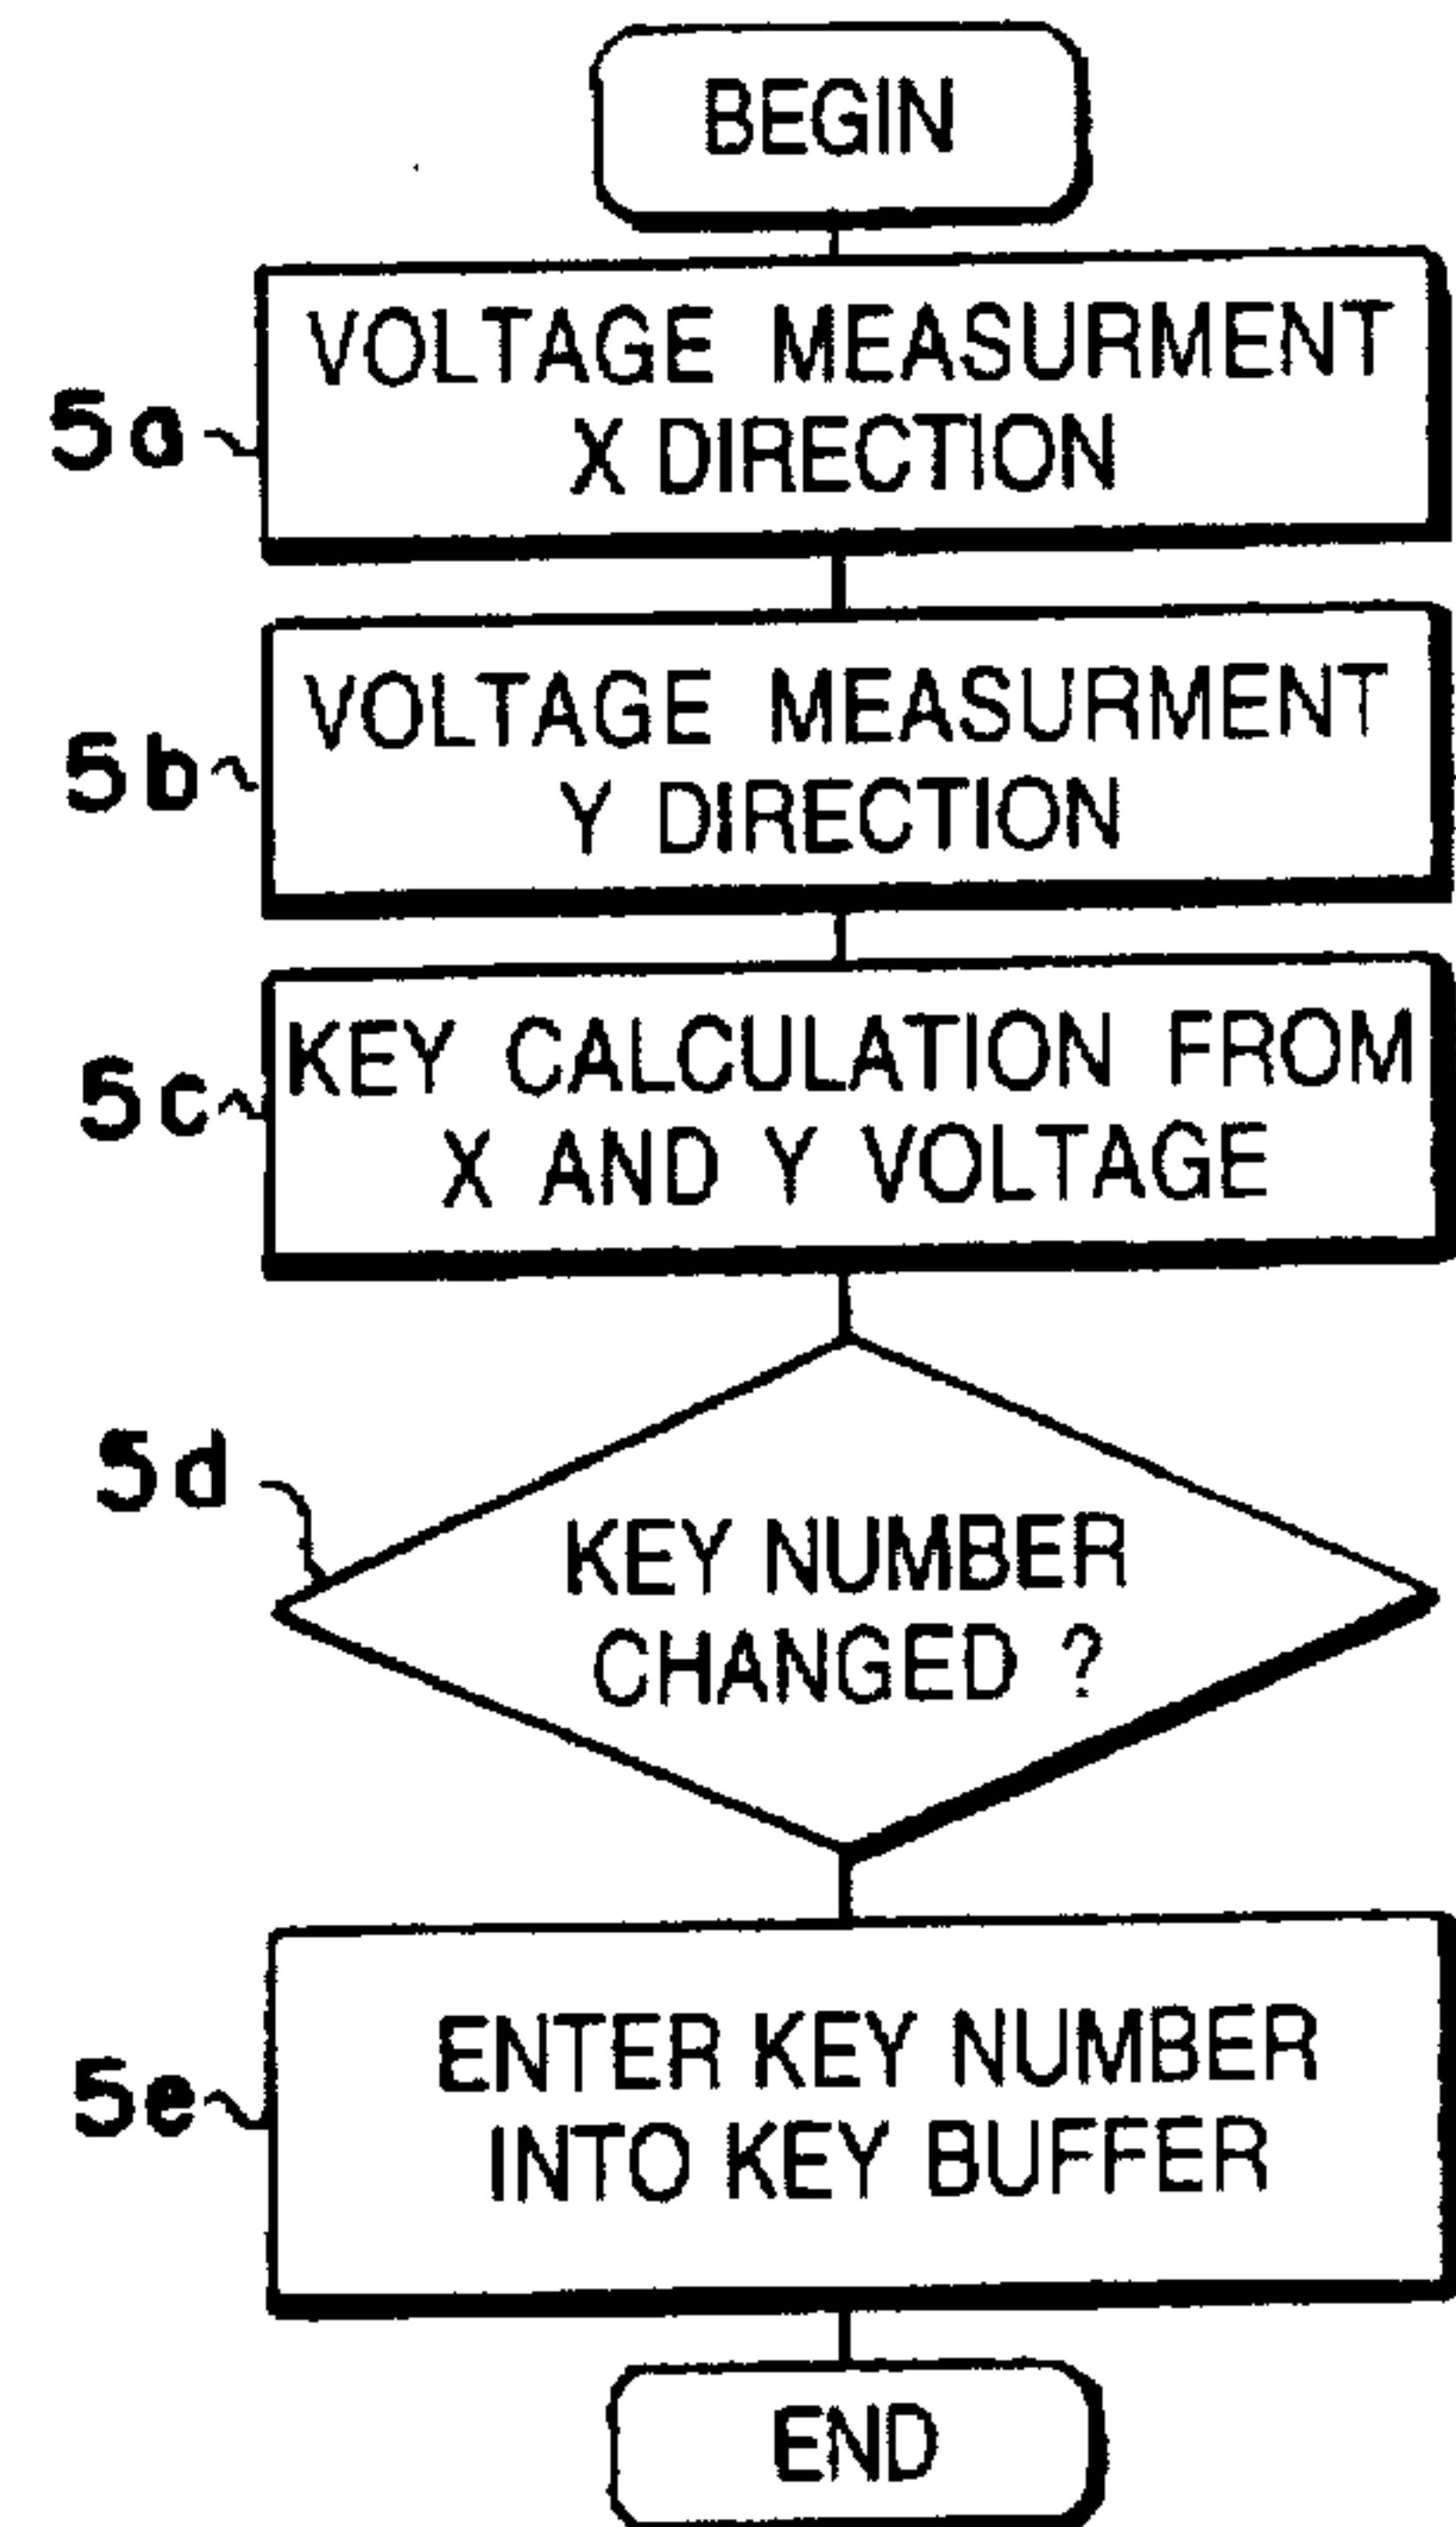 BEGIN
5a
VOLTAGE MEASURMENT
X DIRECTION
5b
VOLTAGE MEASURMENT
Y DIRECTION
5c
KEY CALCULATION FROM
X AND Y VOLTAGE
5d
KEY NUMBER
CHANGED ?
5e
ENTER KEY NUMBER
INTO KEY BUFFER
END